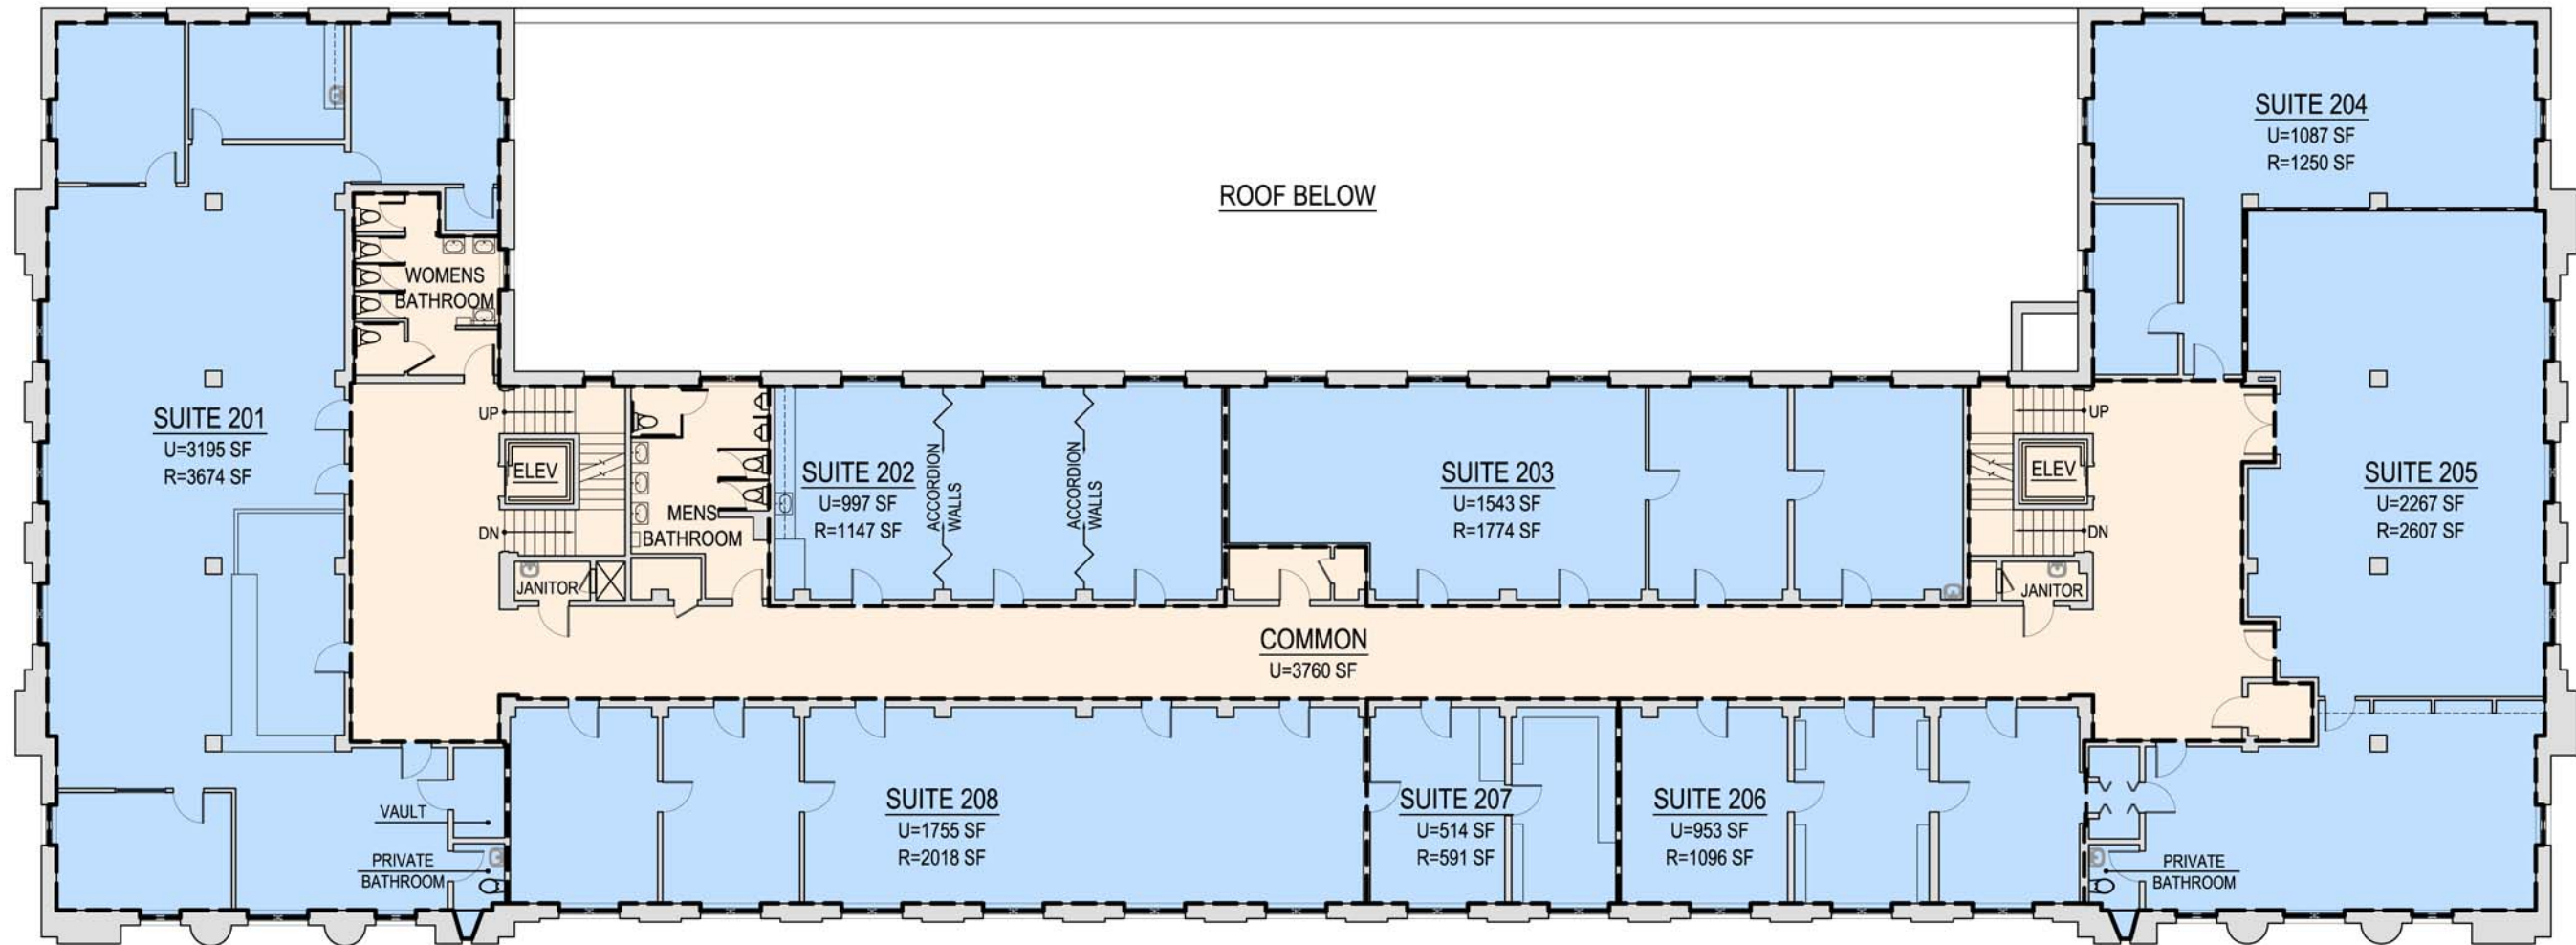 SUITE 204
U=1087 SF
R=1250 SF
ROOF BELOW
WOMENS
BATHROOM
SUITE 201
U=3195 SF
R=3674 SF
UP
ELEV
DN
JANITOR
MENS
BATHROOM
SUITE 202
U=997 SF
R=1147 SF
ACCORDION
WALLS
ACCORDION
WALLS
SUITE 203
U=1543 SF
R=1774 SF
UP
ELEV
DN
JANITOR
SUITE 205
U=2267 SF
R=2607 SF
COMMON
U=3760 SF
VAULT
PRIVATE
BATHROOM
SUITE 208
U=1755 SF
R=2018 SF
SUITE 207
U=514 SF
R=591 SF
SUITE 206
U=953 SF
R=1096 SF
PRIVATE
BATHROOM